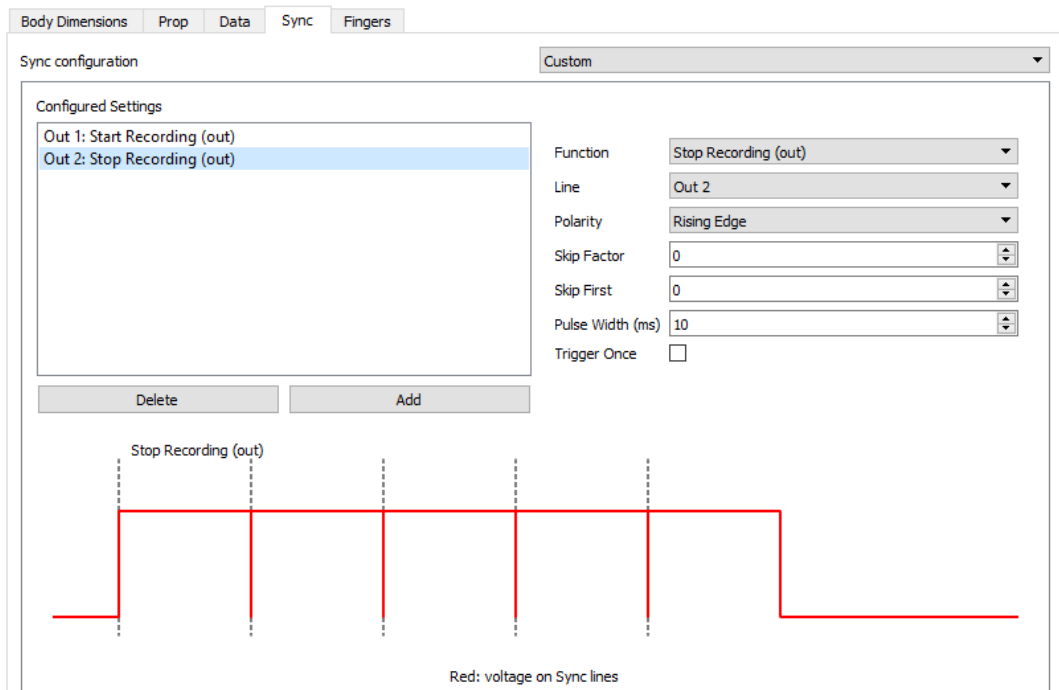 Body Dimensions Prop Data Sync Fingers
Sync configuration Custom
Configured Settings
Out 1: Start Recording (out)
Out 2: Stop Recording (out)
Function Stop Recording (out)
Line Out 2
Polarity Rising Edge
Skip Factor 0
Skip First 0
Pulse Width (ms) 10
Trigger Once
Delete Add
Stop Recording (out)
Red: voltage on Sync lines